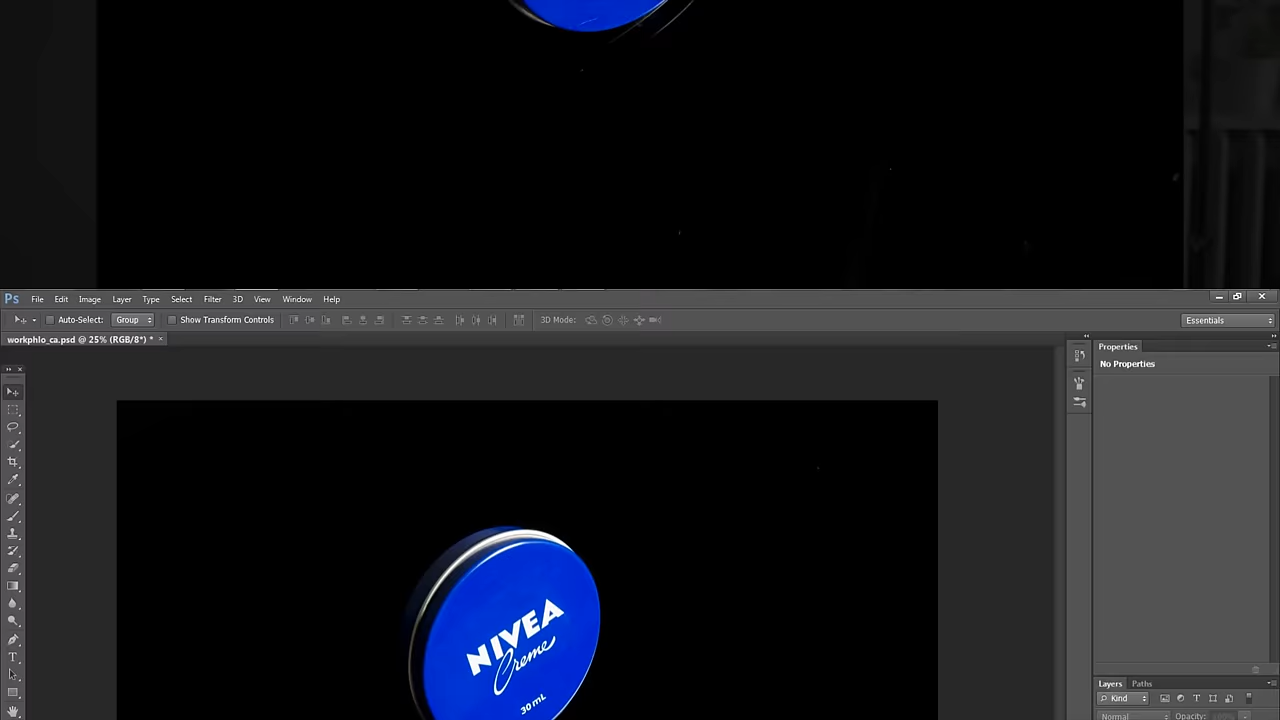 Ps File Edit Image Layer Type Select Filter 3D View Window Help
Auto-Select: Group Show Transform Controls 3D Mode: Essentials
workphlo_ca.psd @ 25% (RGB/8*) * ×
Properties
No Properties
NIVEA
Creme
30 mL
Layers Paths
Kind T
Normal Opacity: 100%
T